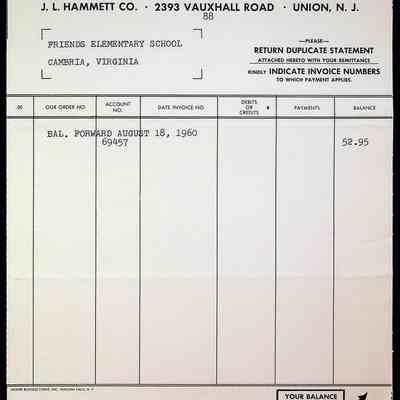 J. L. HAMMETT CO. · 2393 VAUXHALL ROAD · UNION, N. J.
88
FRIENDS ELEMENTARY SCHOOL
CAMBRIA, VIRGINIA
—PLEASE—
RETURN DUPLICATE STATEMENT
ATTACHED HERETO WITH YOUR REMITTANCE
KINDLY INDICATE INVOICE NUMBERS
TO WHICH PAYMENT APPLIES.
OUR ORDER NO.
ACCOUNT NO.
DATE INVOICE NO.
DEBITS OR CREDITS
PAYMENTS
BALANCE
BAL. FORWARD AUGUST 18, 1960
69457 52.95
YOUR BALANCE